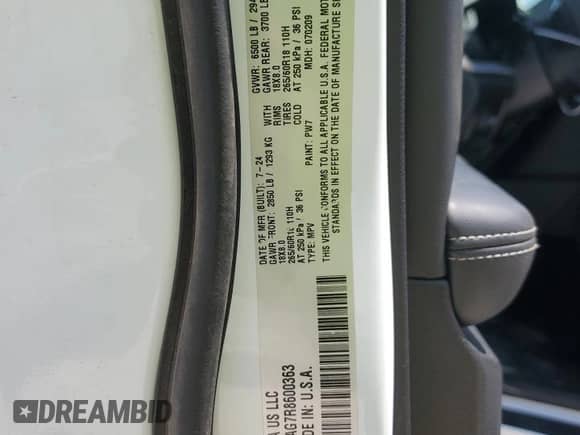 GVWR: 6500 LB / 294
GAWR REAR: 3700 LB
18X8.0
265/60R18 110H
AT 250 kPa / 36 PSI
MDH: 070209
WITH
RIMS
TIRES
COLD
PAINT: PW7
DATE OF MFR (BUILT): 7-24
GAWR FRONT: 2850 LB / 1293 KG
18X8.0
265/60R18 110H
AT 250 kPa / 36 PSI
TYPE: MPV
THIS VEHICLE CONFORMS TO ALL APPLICABLE U.S.A. FEDERAL MOT
STANDARDS IN EFFECT ON THE DATE OF MANUFACTURE S
A US LLC
AG7R8600363
DE IN: U.S.A.
DREAMBID